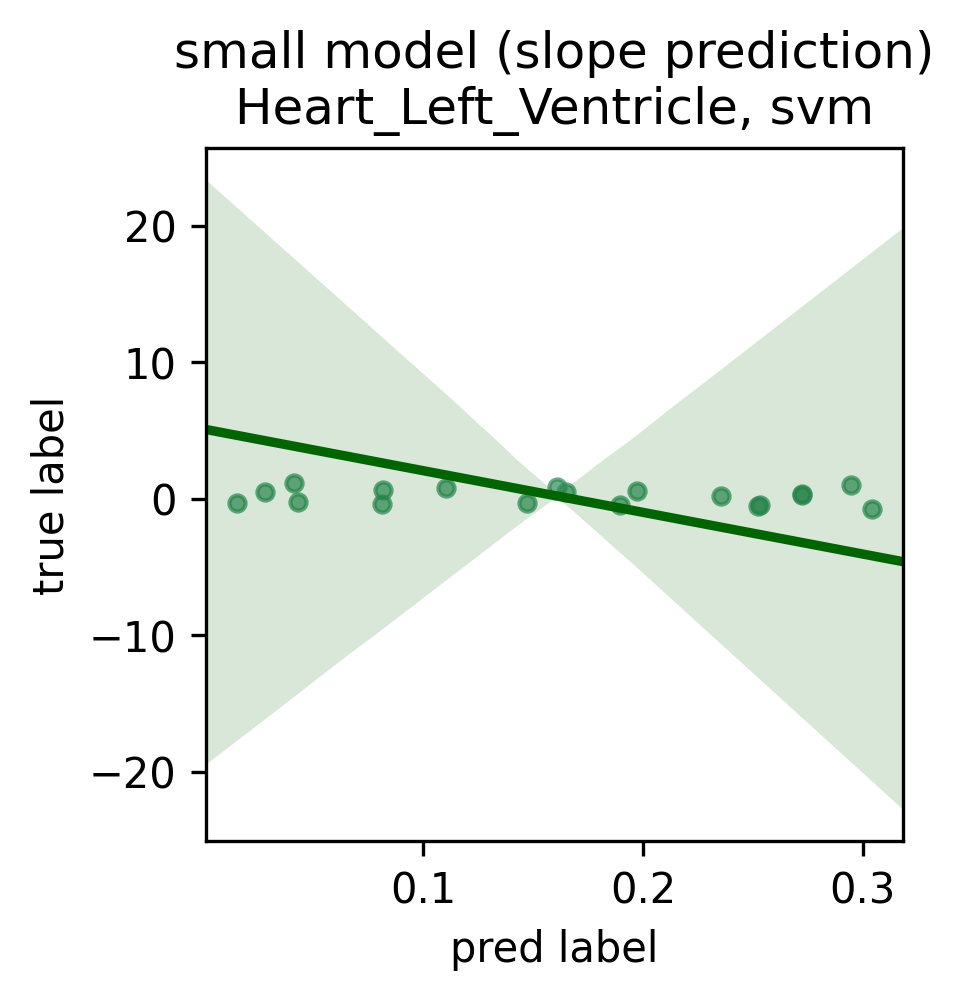 small model (slope prediction)
Heart_Left_Ventricle, svm
20
10
0
−10
−20
true label
0.1
0.2
0.3
pred label